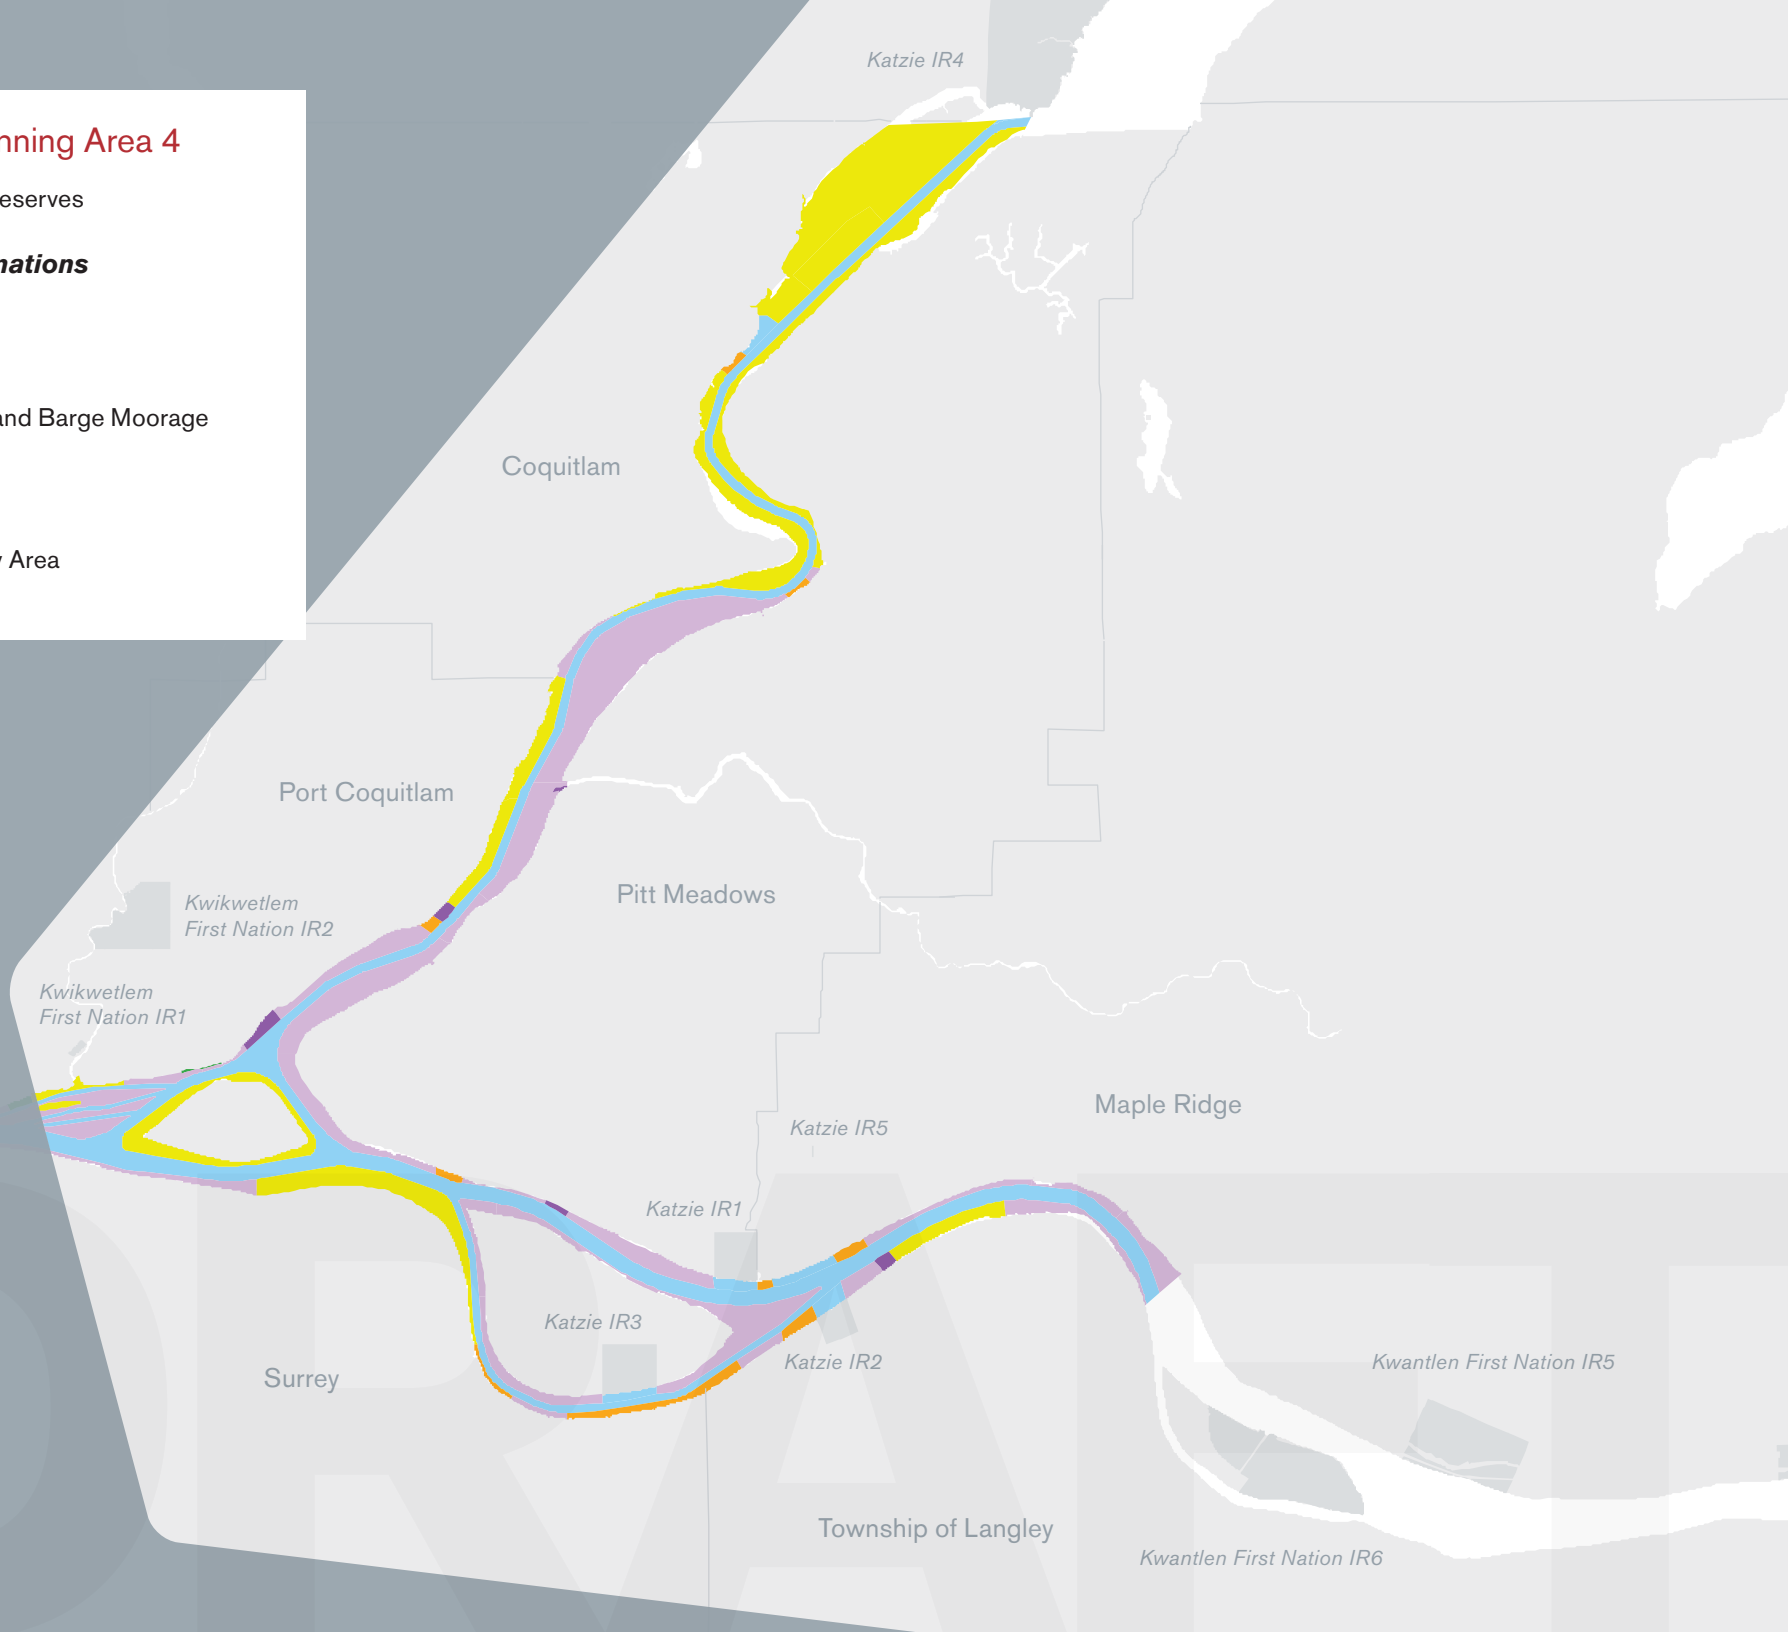 nning Area 4
eserves
nations
and Barge Moorage
Area
Katzie IR4
Coquitlam
Port Coquitlam
Pitt Meadows
Kwikwetlem
First Nation IR2
Kwikwetlem
First Nation IR1
Maple Ridge
Katzie IR5
Katzie IR1
Katzie IR3
Katzie IR2
Surrey
Kwantlen First Nation IR5
Township of Langley
Kwantlen First Nation IR6
DRAFT